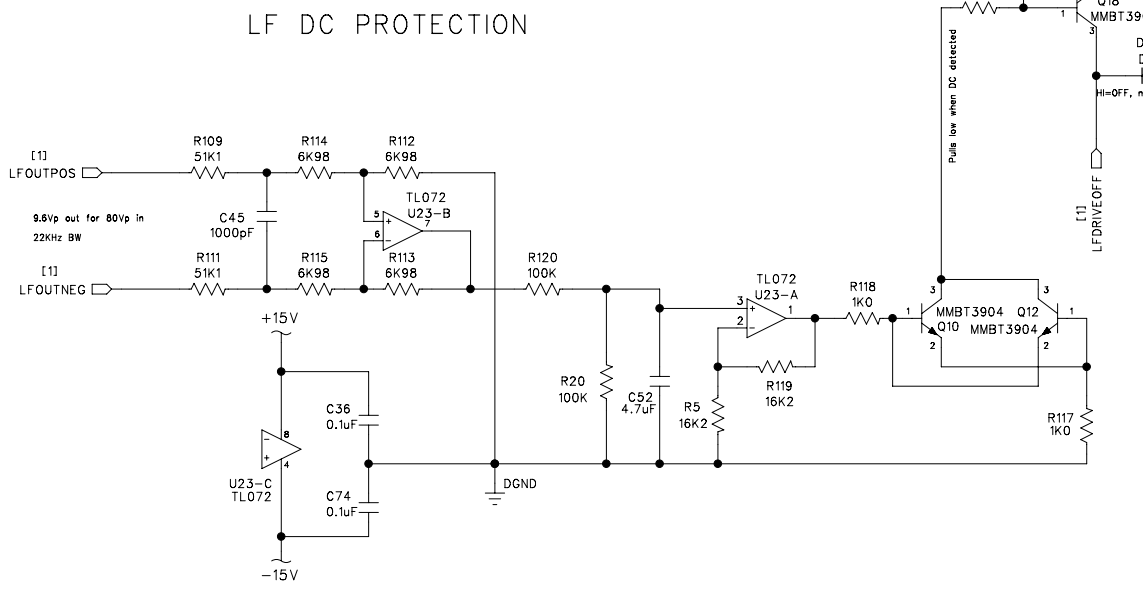 LF DC PROTECTION
Q18
1
MMBT39
3
D
D
HI=OFF, n
Pulls low when DC detected
[1]
LFDRIVEOFF
[1]
LFOUTPOS
R109
51K1
R114
6K98
R112
6K98
9.6Vp out for 80Vp in
22KHz BW
C45
1000pF
TL072
U23-B
5
+
6
-
7
[1]
LFOUTNEG
R111
51K1
R115
6K98
R113
6K98
R120
100K
+15V
TL072
U23-A
3
+
2
-
1
R118
1K0
1
3
MMBT3904
Q10
2
3
Q12
MMBT3904
1
2
R119
16K2
R20
100K
C52
4.7uF
R5
16K2
R117
1K0
C36
0.1uF
8
-
+
4
U23-C
TL072
C74
0.1uF
DGND
-15V